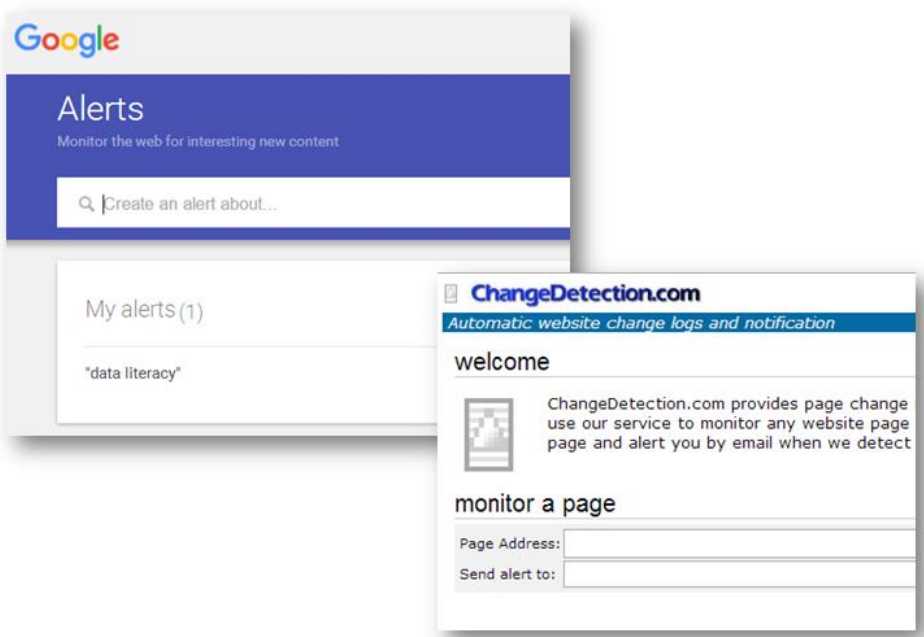 Google
Alerts
Monitor the web for interesting new content
Create an alert about...
My alerts (1)
"data literacy"
ChangeDetection.com
Automatic website change logs and notification
welcome
ChangeDetection.com provides page change
use our service to monitor any website page
page and alert you by email when we detect
monitor a page
Page Address:
Send alert to: